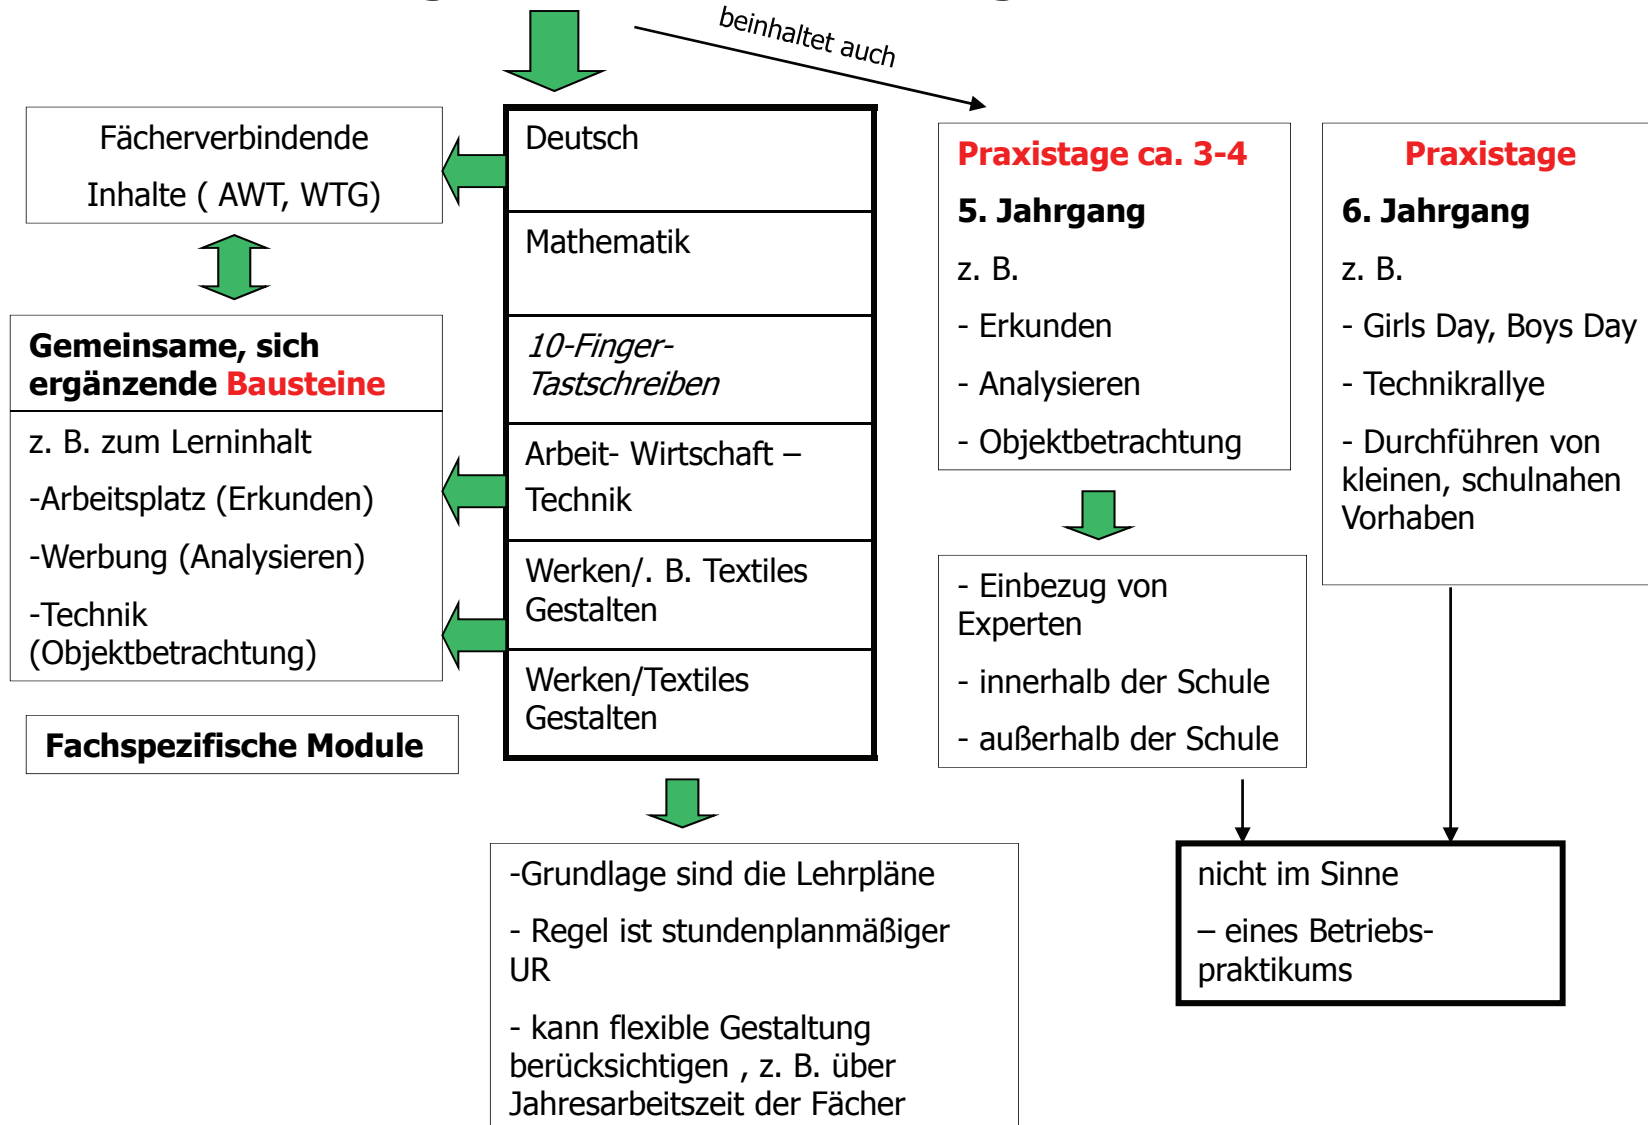 beinhaltet auch
Fächerverbindende
Inhalte ( AWT, WTG)
Gemeinsame, sich
ergänzende Bausteine
z. B. zum Lerninhalt
-Arbeitsplatz (Erkunden)
-Werbung (Analysieren)
-Technik
(Objektbetrachtung)
Fachspezifische Module
Deutsch
Mathematik
10-Finger-
Tastschreiben
Arbeit- Wirtschaft –
Technik
Werken/. B. Textiles
Gestalten
Werken/Textiles
Gestalten
-Grundlage sind die Lehrpläne
- Regel ist stundenplanmäßiger
UR
- kann flexible Gestaltung
berücksichtigen , z. B. über
Jahresarbeitszeit der Fächer
Praxistage ca. 3-4
5. Jahrgang
z. B.
- Erkunden
- Analysieren
- Objektbetrachtung
- Einbezug von
Experten
- innerhalb der Schule
- außerhalb der Schule
Praxistage
6. Jahrgang
z. B.
- Girls Day, Boys Day
- Technikrallye
- Durchführen von
kleinen, schulnahen
Vorhaben
nicht im Sinne
– eines Betriebs-
praktikums